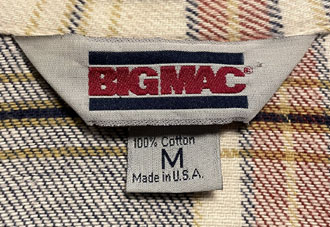 BIGMAC®
100% Cotton
M
Made in U.S.A.